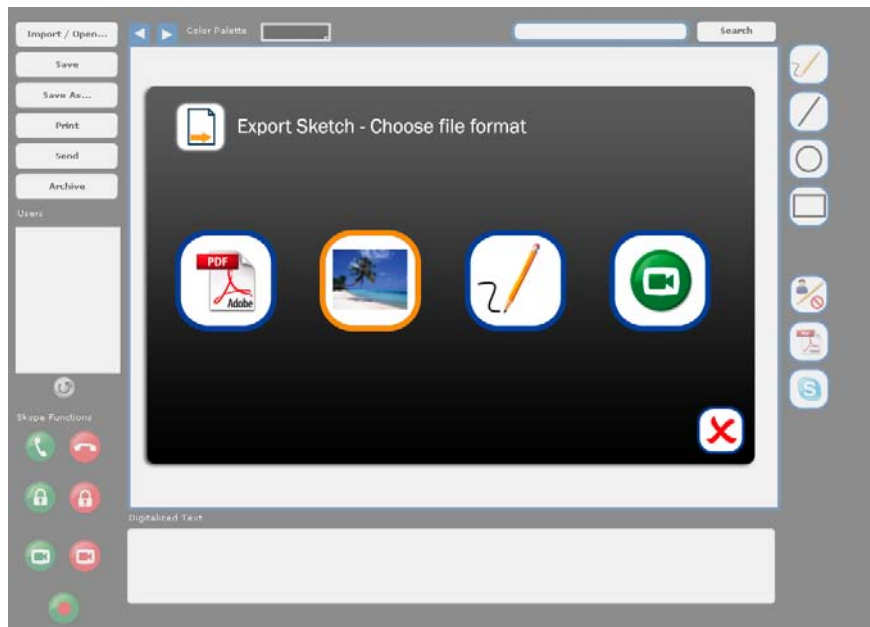 Import / Open...
Color Palette
Search
Save
Save As...
Print
Send
Archive
Users
Export Sketch - Choose file format
PDF
Adobe
Skype Functions
Digitalized Text